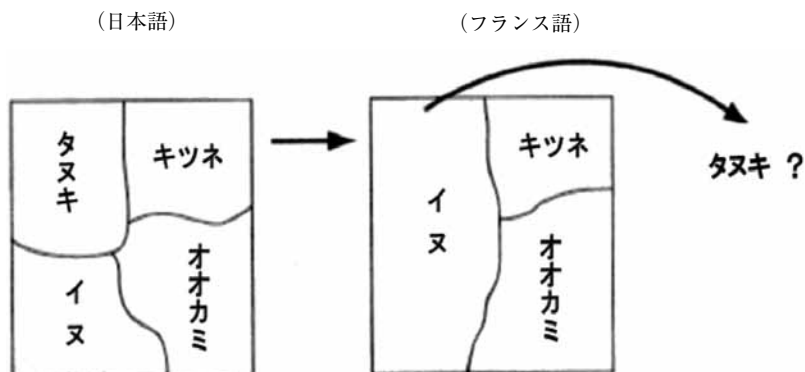 （日本語）
（フランス語）
タヌキ
キツネ
イヌ
オオカミ
キツネ
イヌ
オオカミ
タヌキ ?